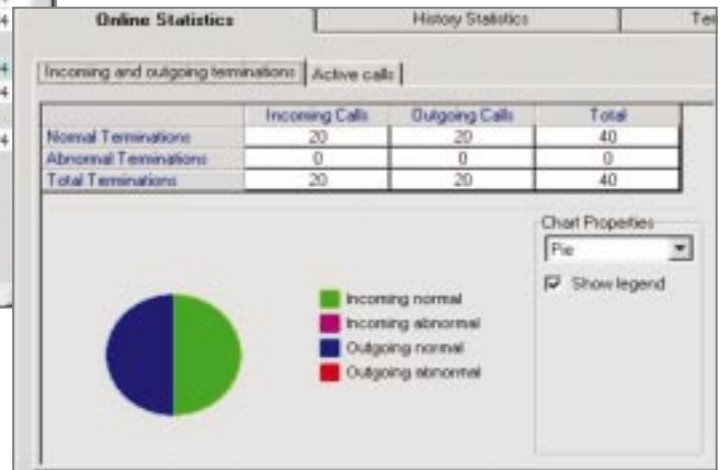 Online Statistics History Statistics
Incoming and outgoing terminations Active calls
Incoming Calls Outgoing Calls Total
Normal Terminations 20 20 40
Abnormal Terminations 0 0 0
Total Terminations 20 20 40
Chart Properties
Pie
Show legend
Incoming normal
Incoming abnormal
Outgoing normal
Outgoing abnormal